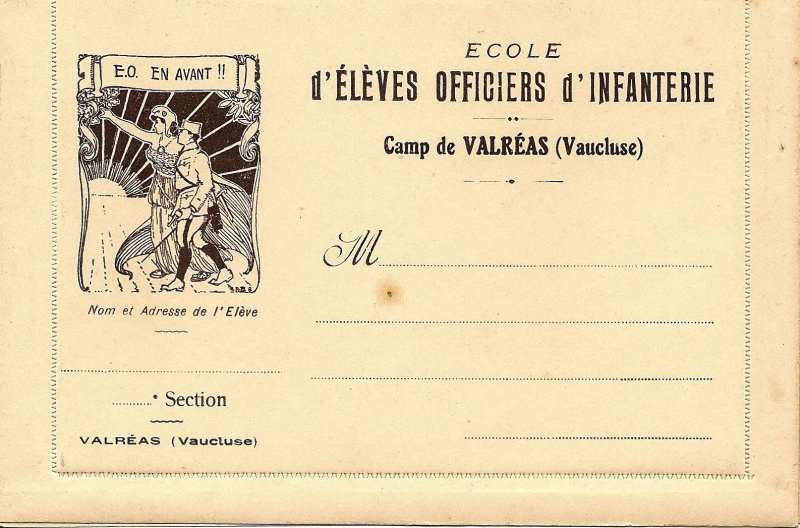 E.O. EN AVANT !!
Nom et Adresse de l'Elève
..........e Section
VALRÉAS (Vaucluse)
ECOLE
d'ÉLÈVES OFFICIERS d'INFANTERIE
Camp de VALRÉAS (Vaucluse)
M